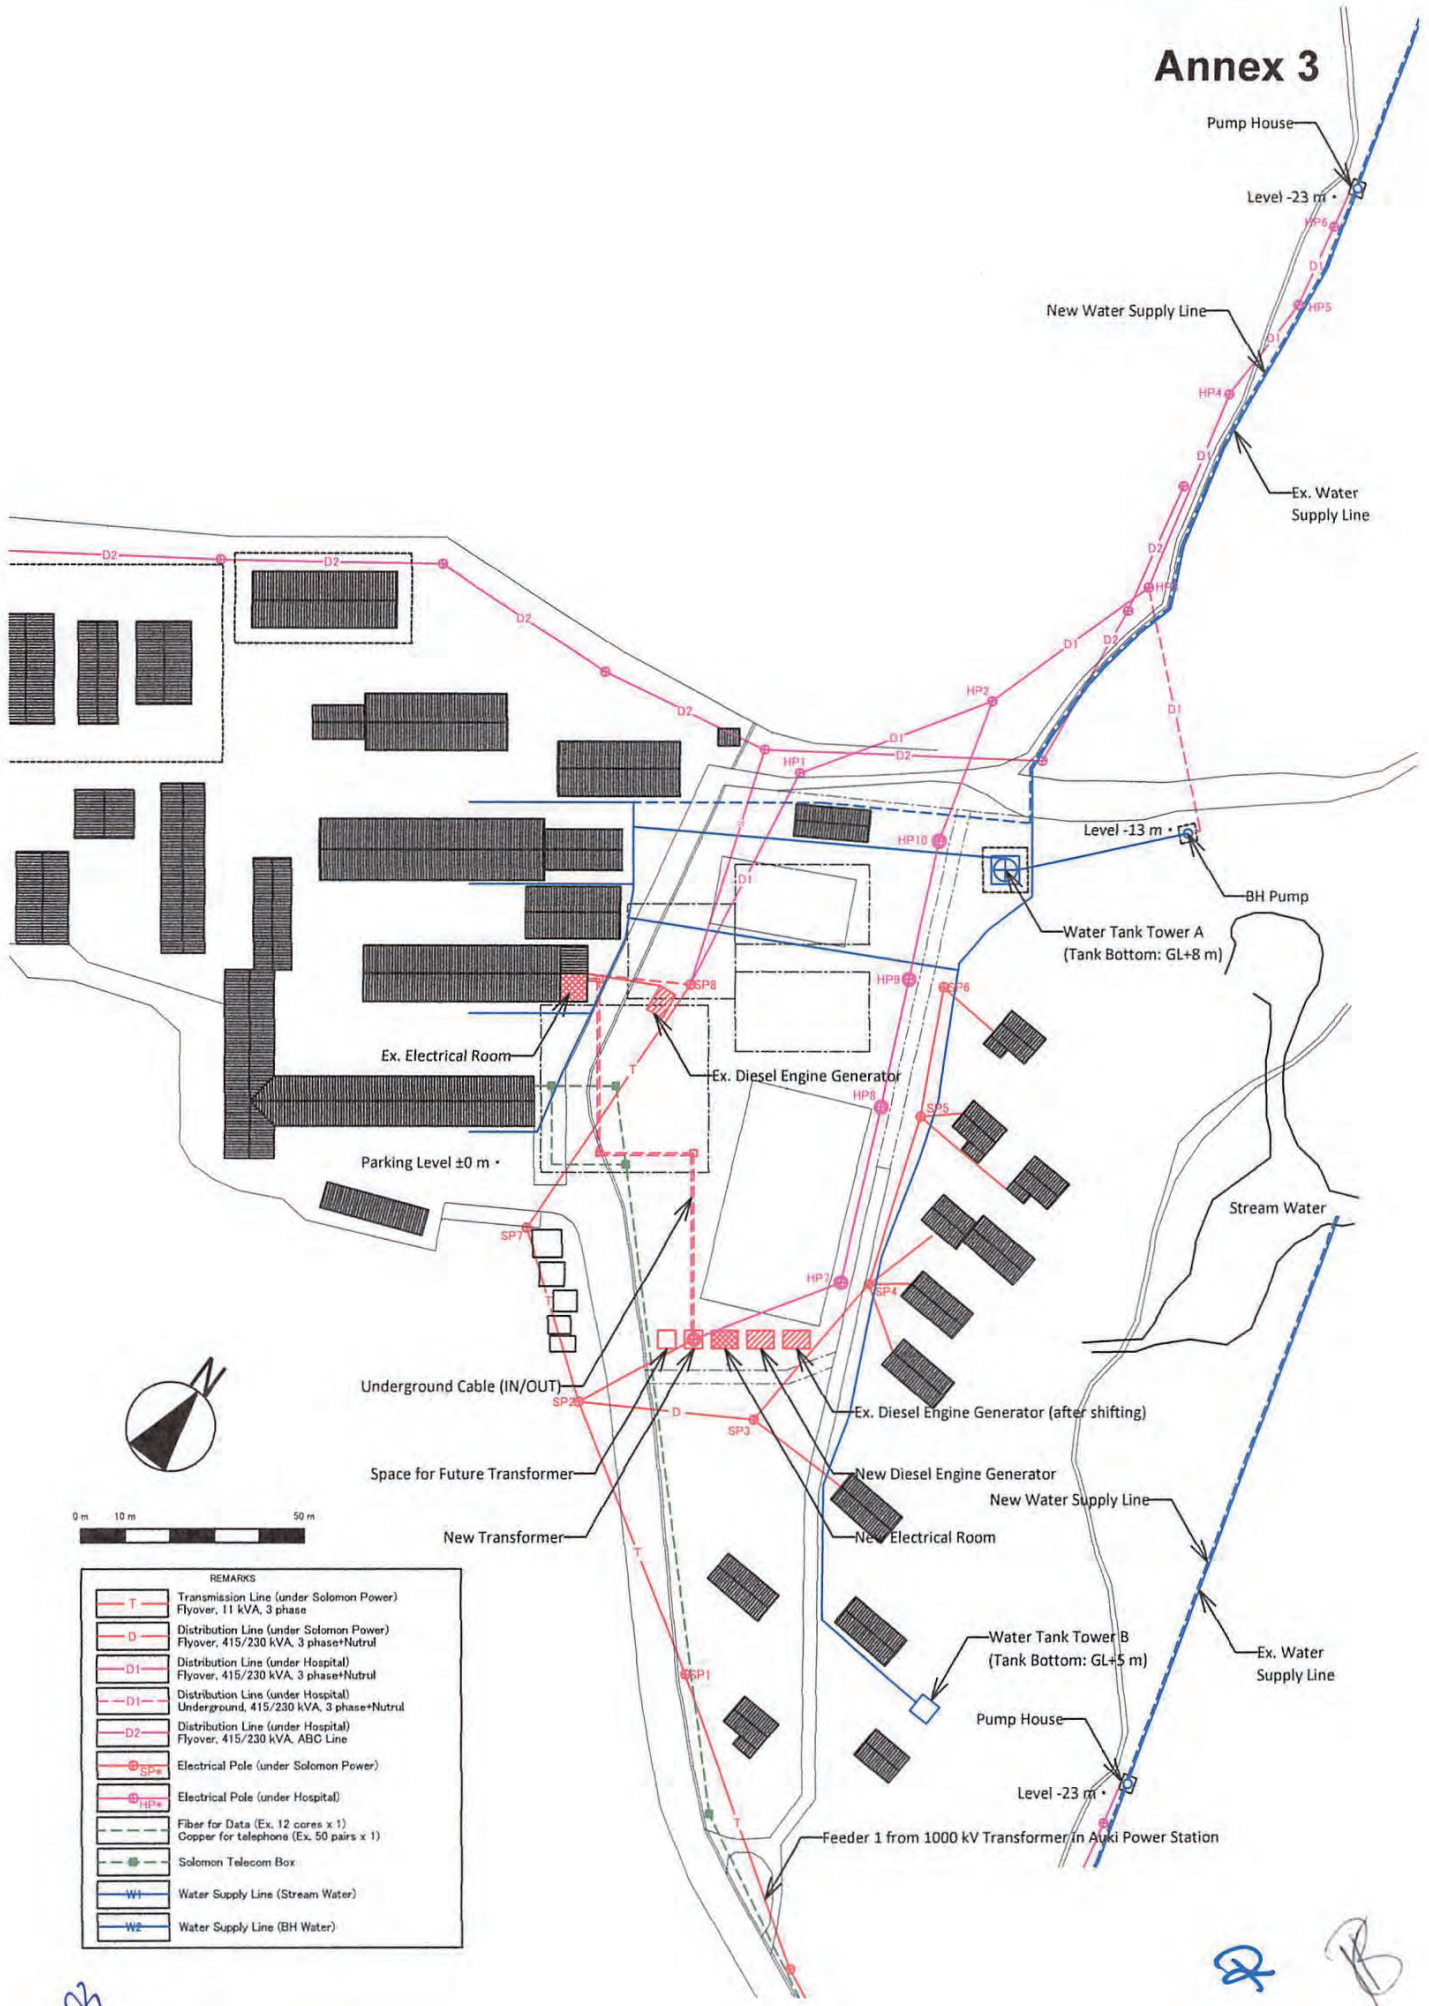 Annex 3
Pump House
Level -23 m
HP6
D1
HP5
New Water Supply Line
D1
HP4
D1
Ex. Water
Supply Line
D2
D2
D2
D2
HP3
D1
D2
HP2
D1
D1
D2
D2
HP1
HP10
Level -13 m
D1
BH Pump
Water Tank Tower A
(Tank Bottom: GL+8 m)
HP9
SP6
SP8
Ex. Electrical Room
T
Ex. Diesel Engine Generator
HP8
SP5
Parking Level ±0 m
Stream Water
SP7
HP7
SP4
T
Underground Cable (IN/OUT)
SP2
D
SP3
Ex. Diesel Engine Generator (after shifting)
N
Space for Future Transformer
New Diesel Engine Generator
New Water Supply Line
0 m 10 m 50 m
New Transformer
New Electrical Room
T
Water Tank Tower B
(Tank Bottom: GL+5 m)
Ex. Water
Supply Line
SP1
Pump House
Level -23 m
T
Feeder 1 from 1000 kV Transformer in Auki Power Station
REMARKS
T Transmission Line (under Solomon Power)
Flyover, 11 kVA, 3 phase
D Distribution Line (under Solomon Power)
Flyover, 415/230 kVA, 3 phase+Nutrul
D1 Distribution Line (under Hospital)
Flyover, 415/230 kVA, 3 phase+Nutrul
D1 Distribution Line (under Hospital)
Underground, 415/230 kVA, 3 phase+Nutrul
D2 Distribution Line (under Hospital)
Flyover, 415/230 kVA, ABC Line
SP* Electrical Pole (under Solomon Power)
HP* Electrical Pole (under Hospital)
Fiber for Data (Ex. 12 cores x 1)
Copper for telephone (Ex. 50 pairs x 1)
Solomon Telecom Box
W1 Water Supply Line (Stream Water)
W2 Water Supply Line (BH Water)